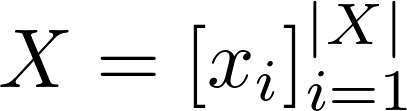 X = [x_i]_{i=1}^{|X|}